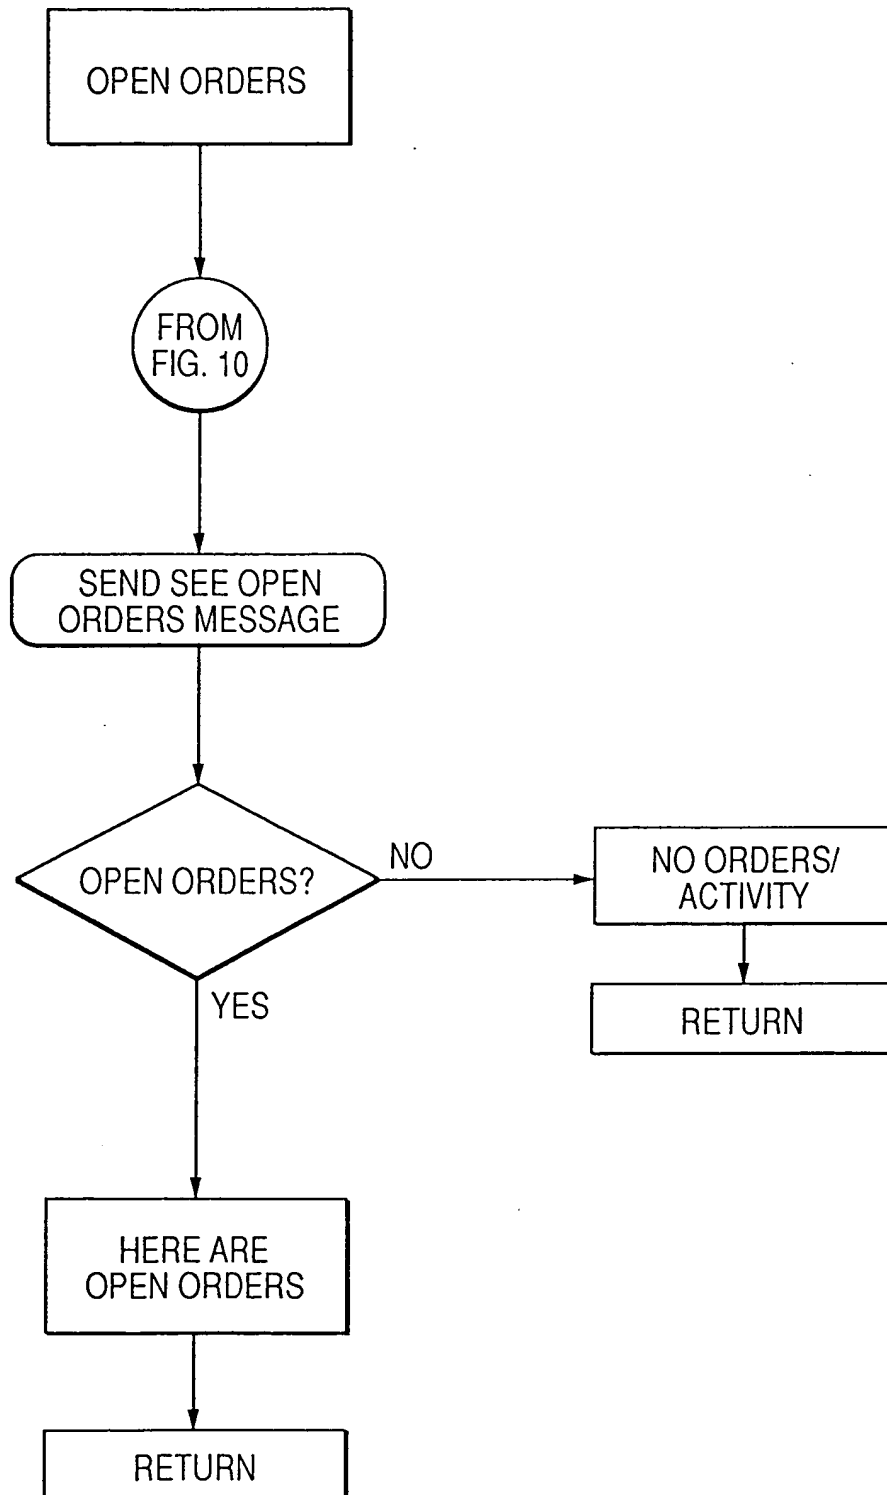 OPEN ORDERS
FROM
FIG. 10
SEND SEE OPEN
ORDERS MESSAGE
OPEN ORDERS?
NO
NO ORDERS/
ACTIVITY
RETURN
YES
HERE ARE
OPEN ORDERS
RETURN